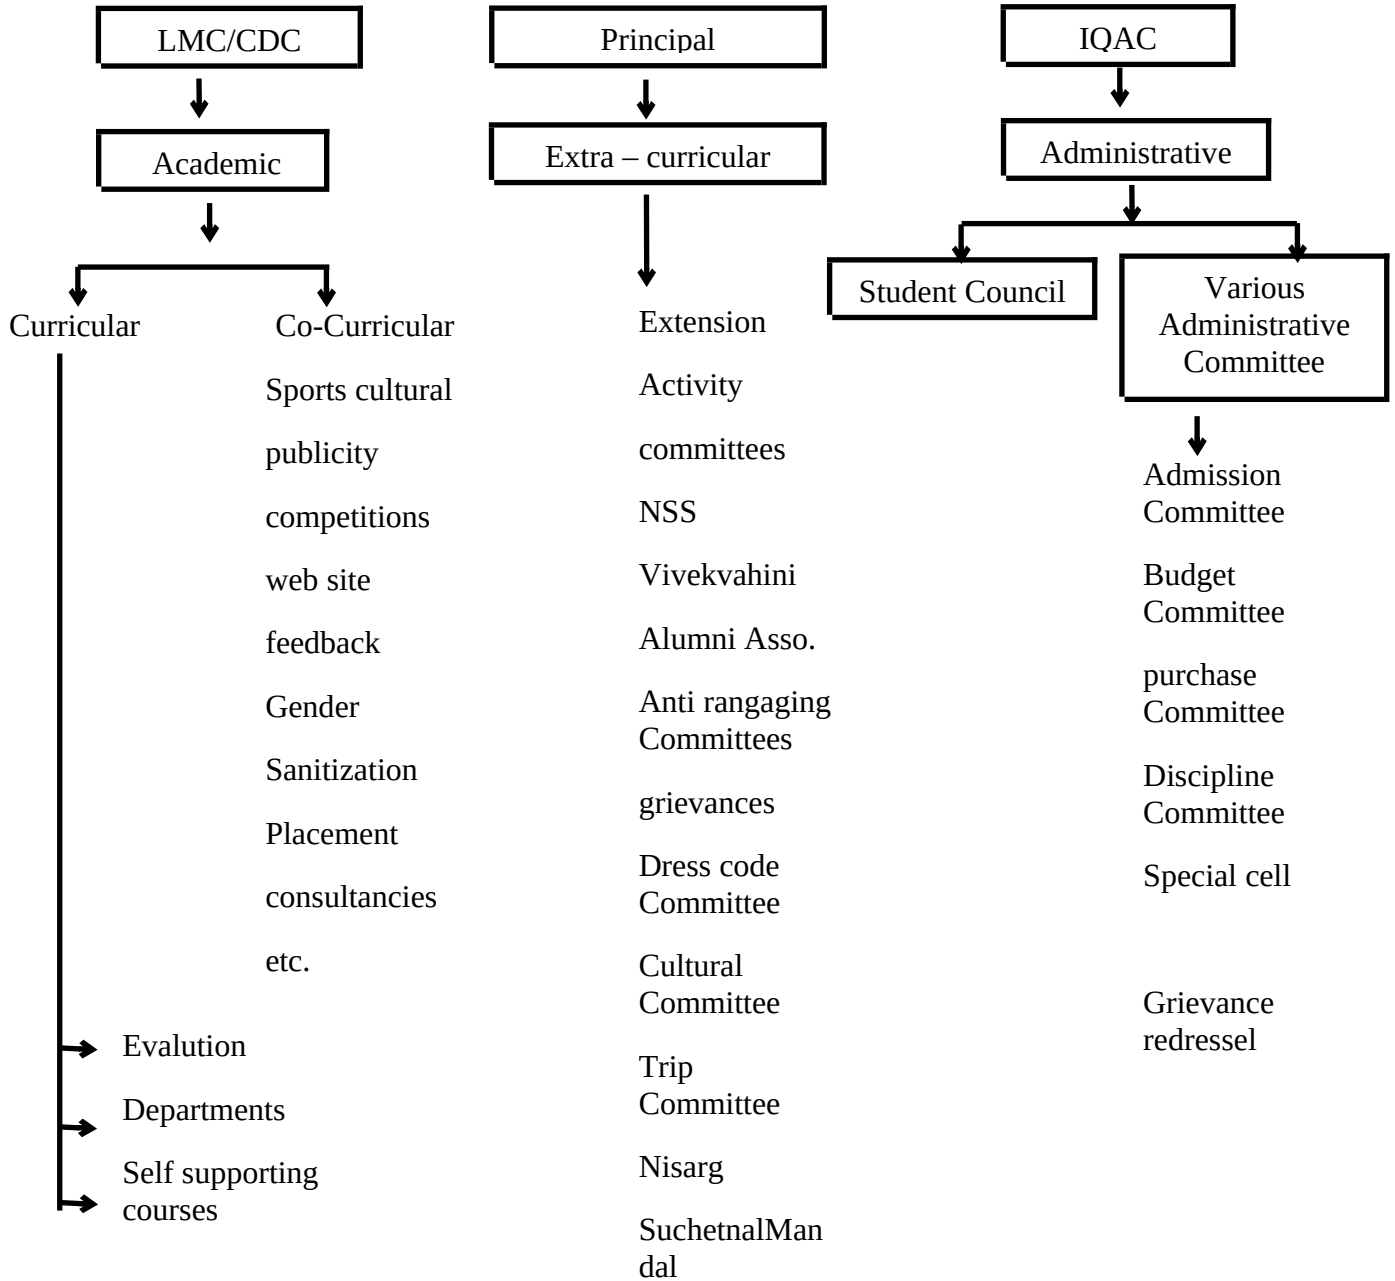 LMC/CDC
Principal
IQAC
Academic
Extra – curricular
Administrative
Student Council
Various
Administrative
Committee
Curricular
Co-Curricular
Sports cultural
publicity
competitions
web site
feedback
Gender
Sanitization
Placement
consultancies
etc.
Evalution
Departments
Self supporting
courses
Extension
Activity
committees
NSS
Vivekvahini
Alumni Asso.
Anti rangaging
Committees
grievances
Dress code
Committee
Cultural
Committee
Trip
Committee
Nisarg
SuchetnalMan
dal
Admission
Committee
Budget
Committee
purchase
Committee
Discipline
Committee
Special cell
Grievance
redressel